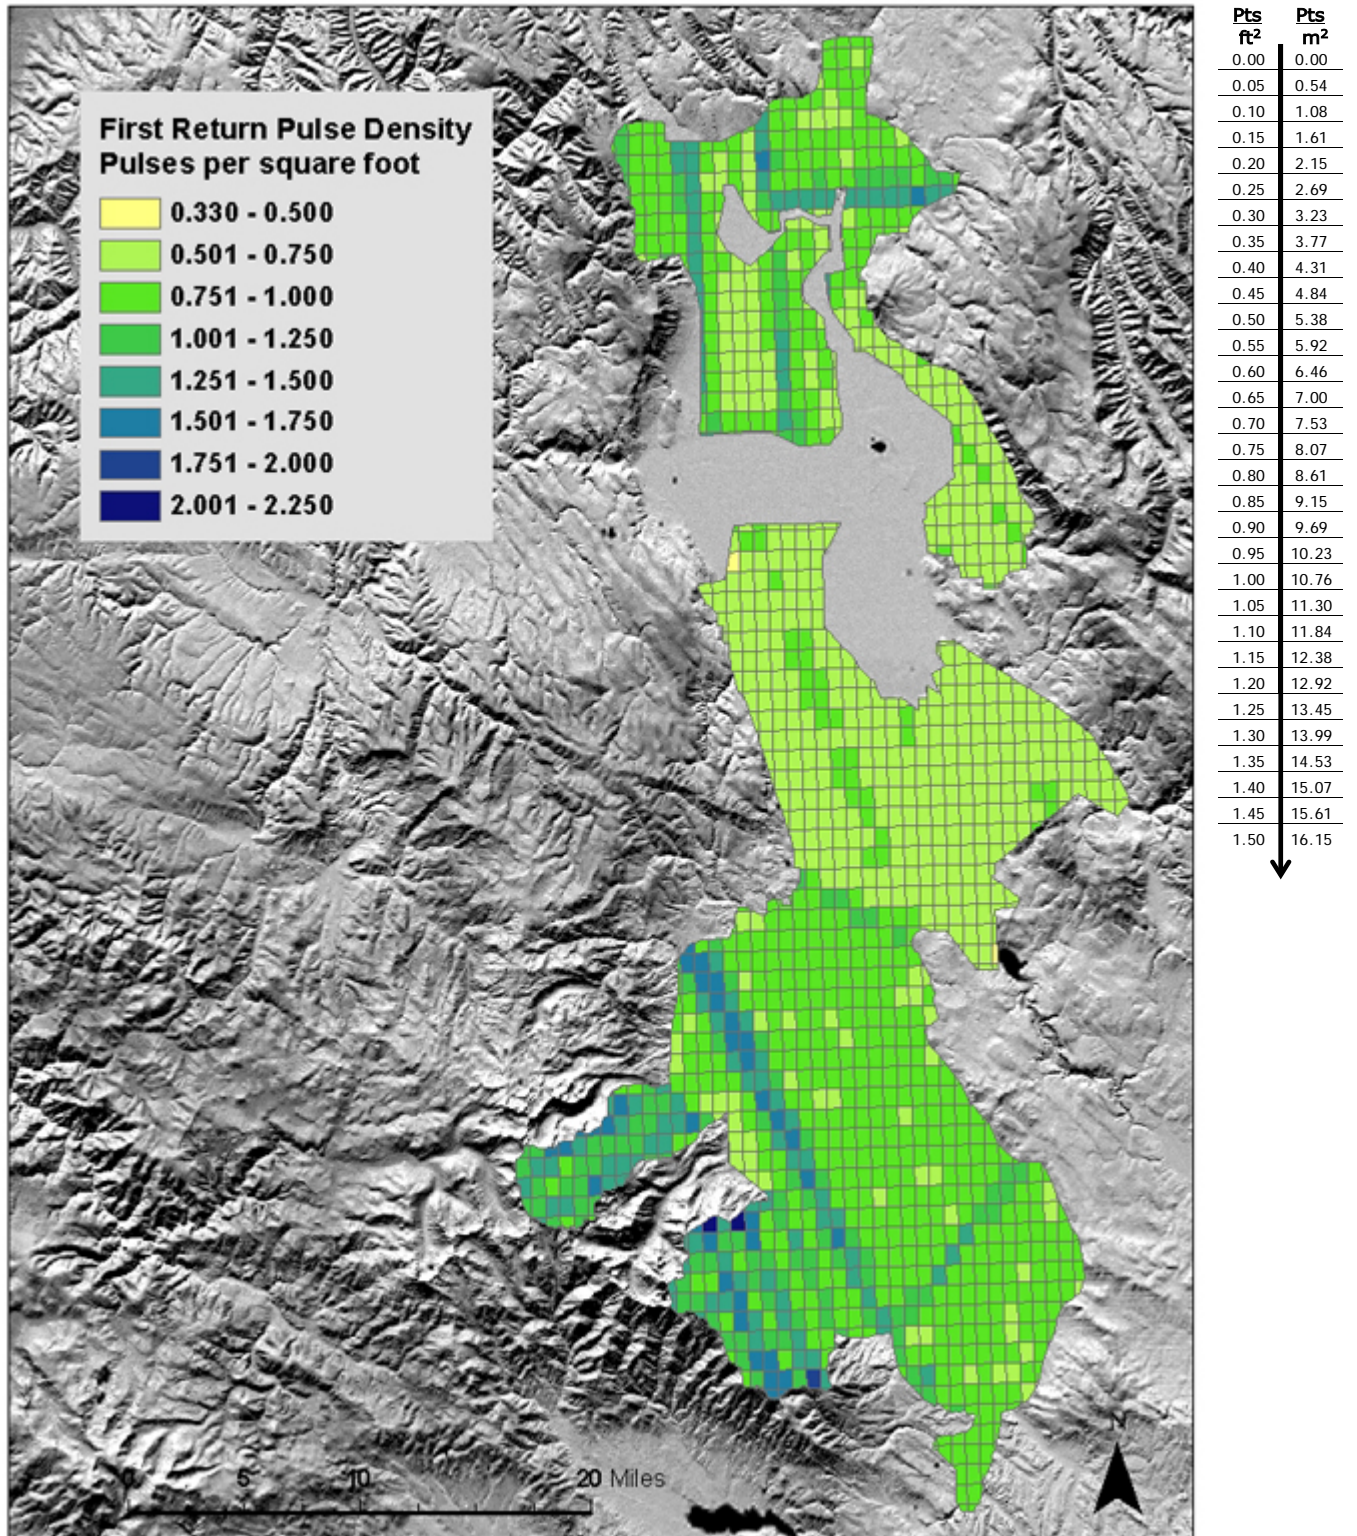 First Return Pulse Density
Pulses per square foot
0.330 - 0.500
0.501 - 0.750
0.751 - 1.000
1.001 - 1.250
1.251 - 1.500
1.501 - 1.750
1.751 - 2.000
2.001 - 2.250
Pts Pts
ft² m²
0.00 0.00
0.05 0.54
0.10 1.08
0.15 1.61
0.20 2.15
0.25 2.69
0.30 3.23
0.35 3.77
0.40 4.31
0.45 4.84
0.50 5.38
0.55 5.92
0.60 6.46
0.65 7.00
0.70 7.53
0.75 8.07
0.80 8.61
0.85 9.15
0.90 9.69
0.95 10.23
1.00 10.76
1.05 11.30
1.10 11.84
1.15 12.38
1.20 12.92
1.25 13.45
1.30 13.99
1.35 14.53
1.40 15.07
1.45 15.61
1.50 16.15
N
0 5 10 20 Miles